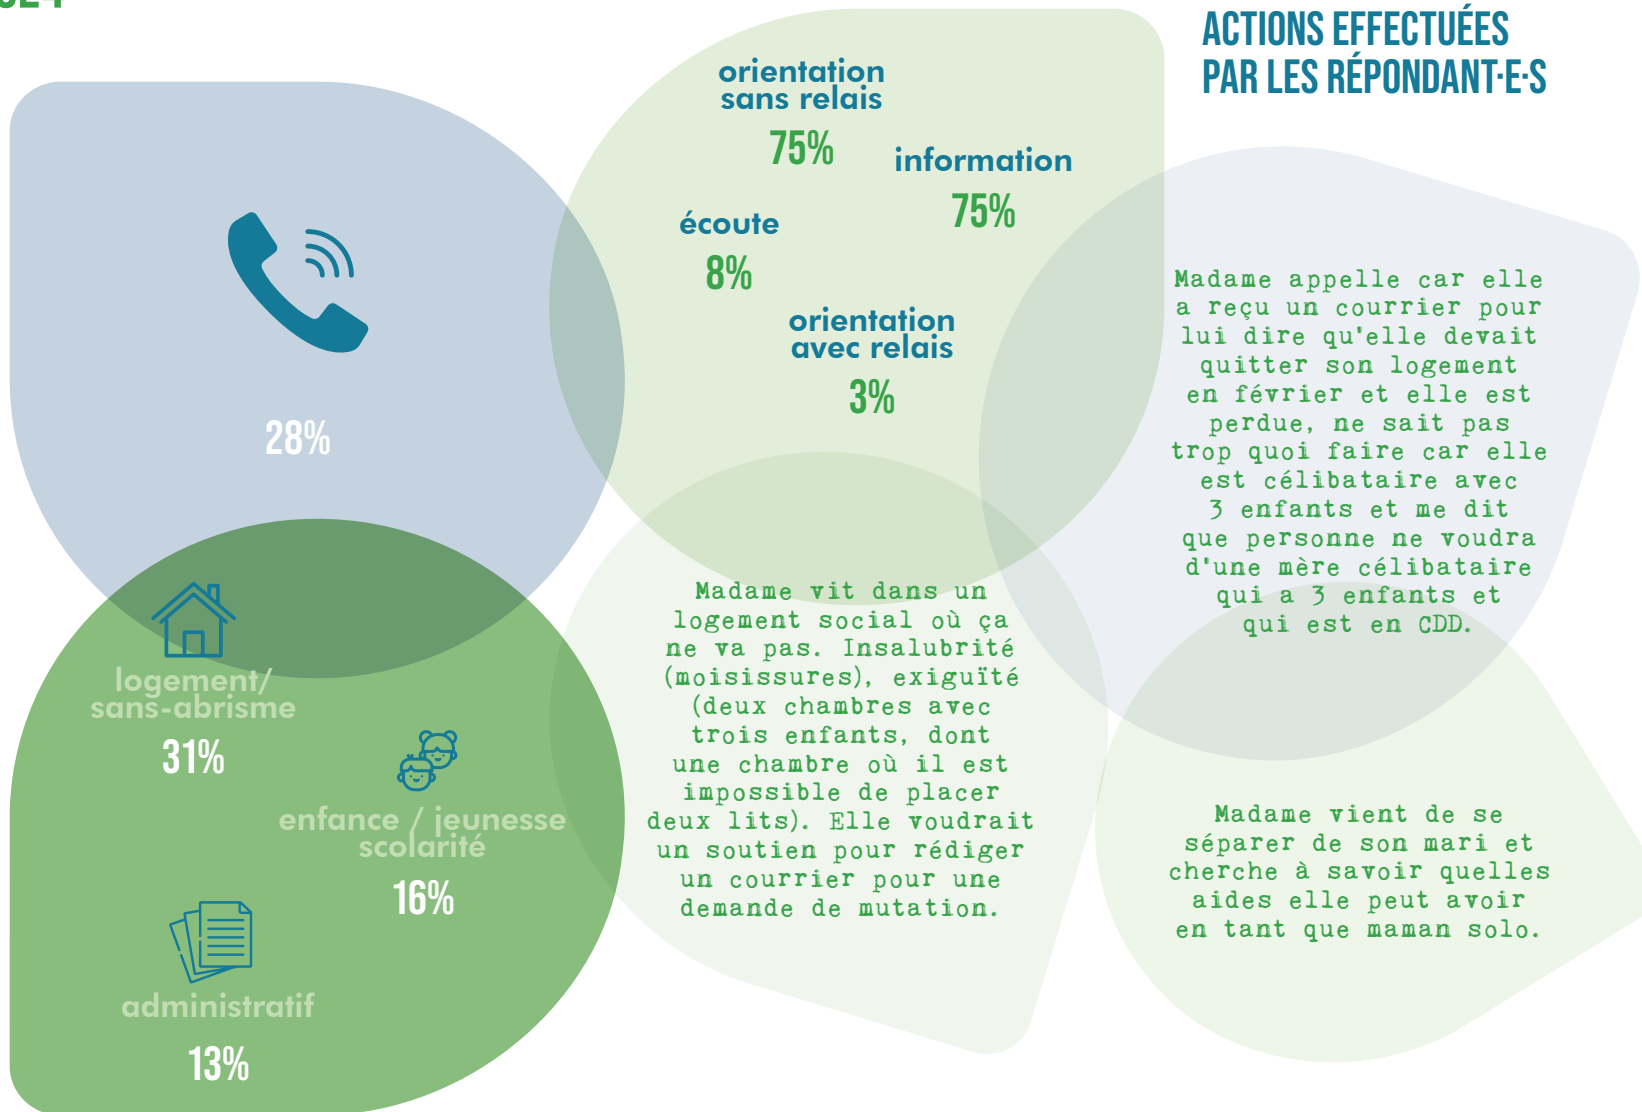 ACTIONS EFFECTUÉES
PAR LES RÉPONDANT·E·S
28%
orientation
sans relais
75%
information
75%
écoute
8%
orientation
avec relais
3%
Madame appelle car elle
a reçu un courrier pour
lui dire qu'elle devait
quitter son logement
en février et elle est
perdue, ne sait pas
trop quoi faire car elle
est célibataire avec
3 enfants et me dit
que personne ne voudra
d'une mère célibataire
qui a 3 enfants et
qui est en CDD.
logement/
sans-abrisme
31%
enfance / jeunesse
scolarité
16%
administratif
13%
Madame vit dans un
logement social où ça
ne va pas. Insalubrité
(moisissures), exiguïté
(deux chambres avec
trois enfants, dont
une chambre où il est
impossible de placer
deux lits). Elle voudrait
un soutien pour rédiger
un courrier pour une
demande de mutation.
Madame vient de se
séparer de son mari et
cherche à savoir quelles
aides elle peut avoir
en tant que maman solo.